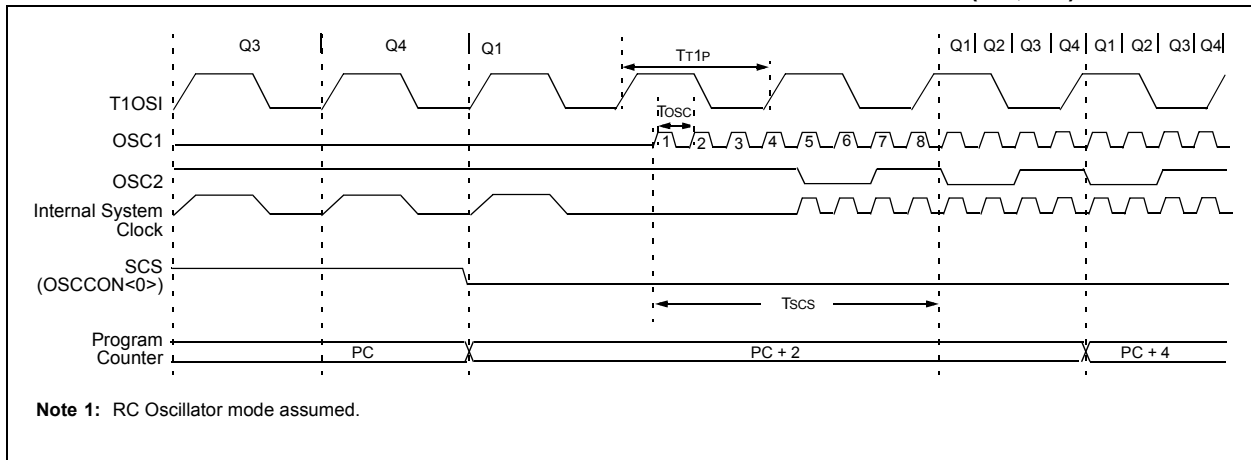 Q3 Q4 Q1 TT1P Q1 Q2 Q3 Q4 Q1 Q2 Q3 Q4
T1OSI
TOSC
OSC1 1 2 3 4 5 6 7 8
OSC2
Internal System
Clock
SCS
(OSCCON<0>)
TSCS
Program
Counter
PC PC + 2 PC + 4
Note 1: RC Oscillator mode assumed.